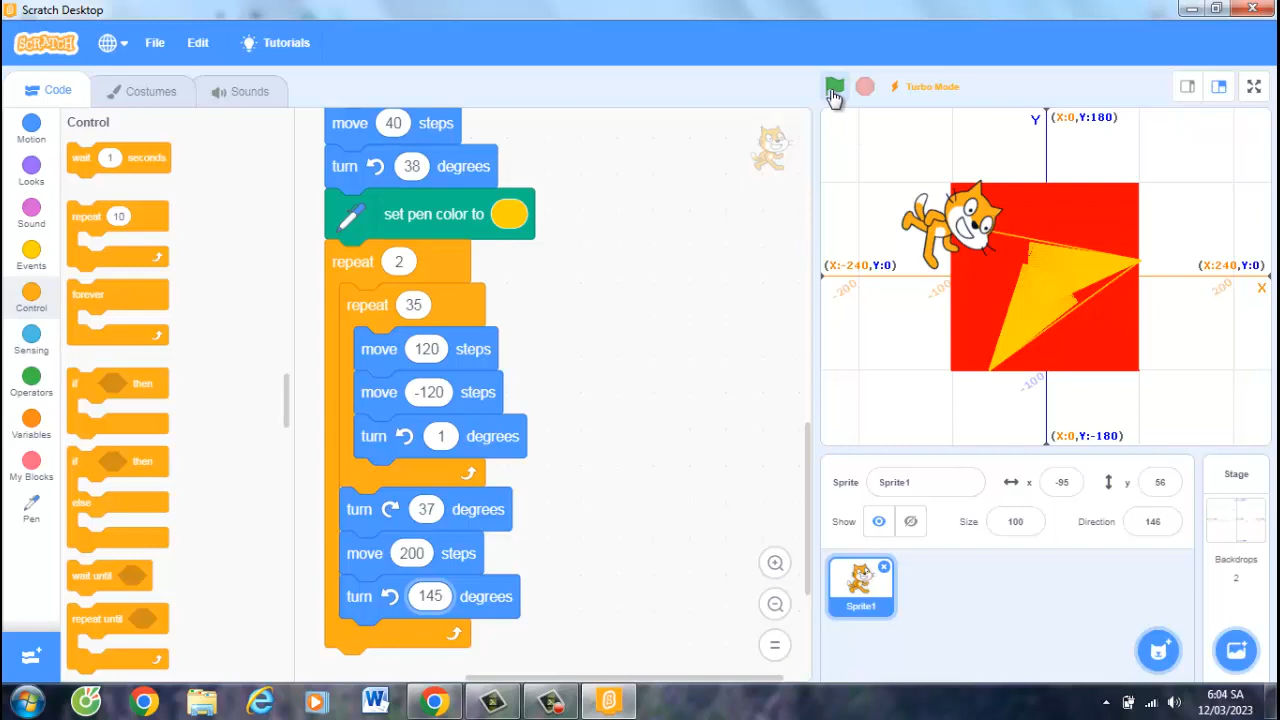 Scratch Desktop
SCRATCH
File
Edit
Tutorials
Code
Costumes
Sounds
Turbo Mode
Motion
Looks
Sound
Events
Control
Sensing
Operators
Variables
My Blocks
Pen
Control
wait 1 seconds
repeat 10
forever
if then
if then
else
wait until
repeat until
move 40 steps
turn 38 degrees
set pen color to
repeat 2
repeat 35
move 120 steps
move -120 steps
turn 1 degrees
turn 37 degrees
move 200 steps
turn 145 degrees
Y
(X:0,Y:180)
(X:-240,Y:0)
(X:240,Y:0)
-200
-100
200
X
-100
(X:0,Y:-180)
Sprite
Sprite1
x
-95
y
56
Show
Size
100
Direction
146
Sprite1
Stage
Backdrops
2
6:04 SA
12/03/2023